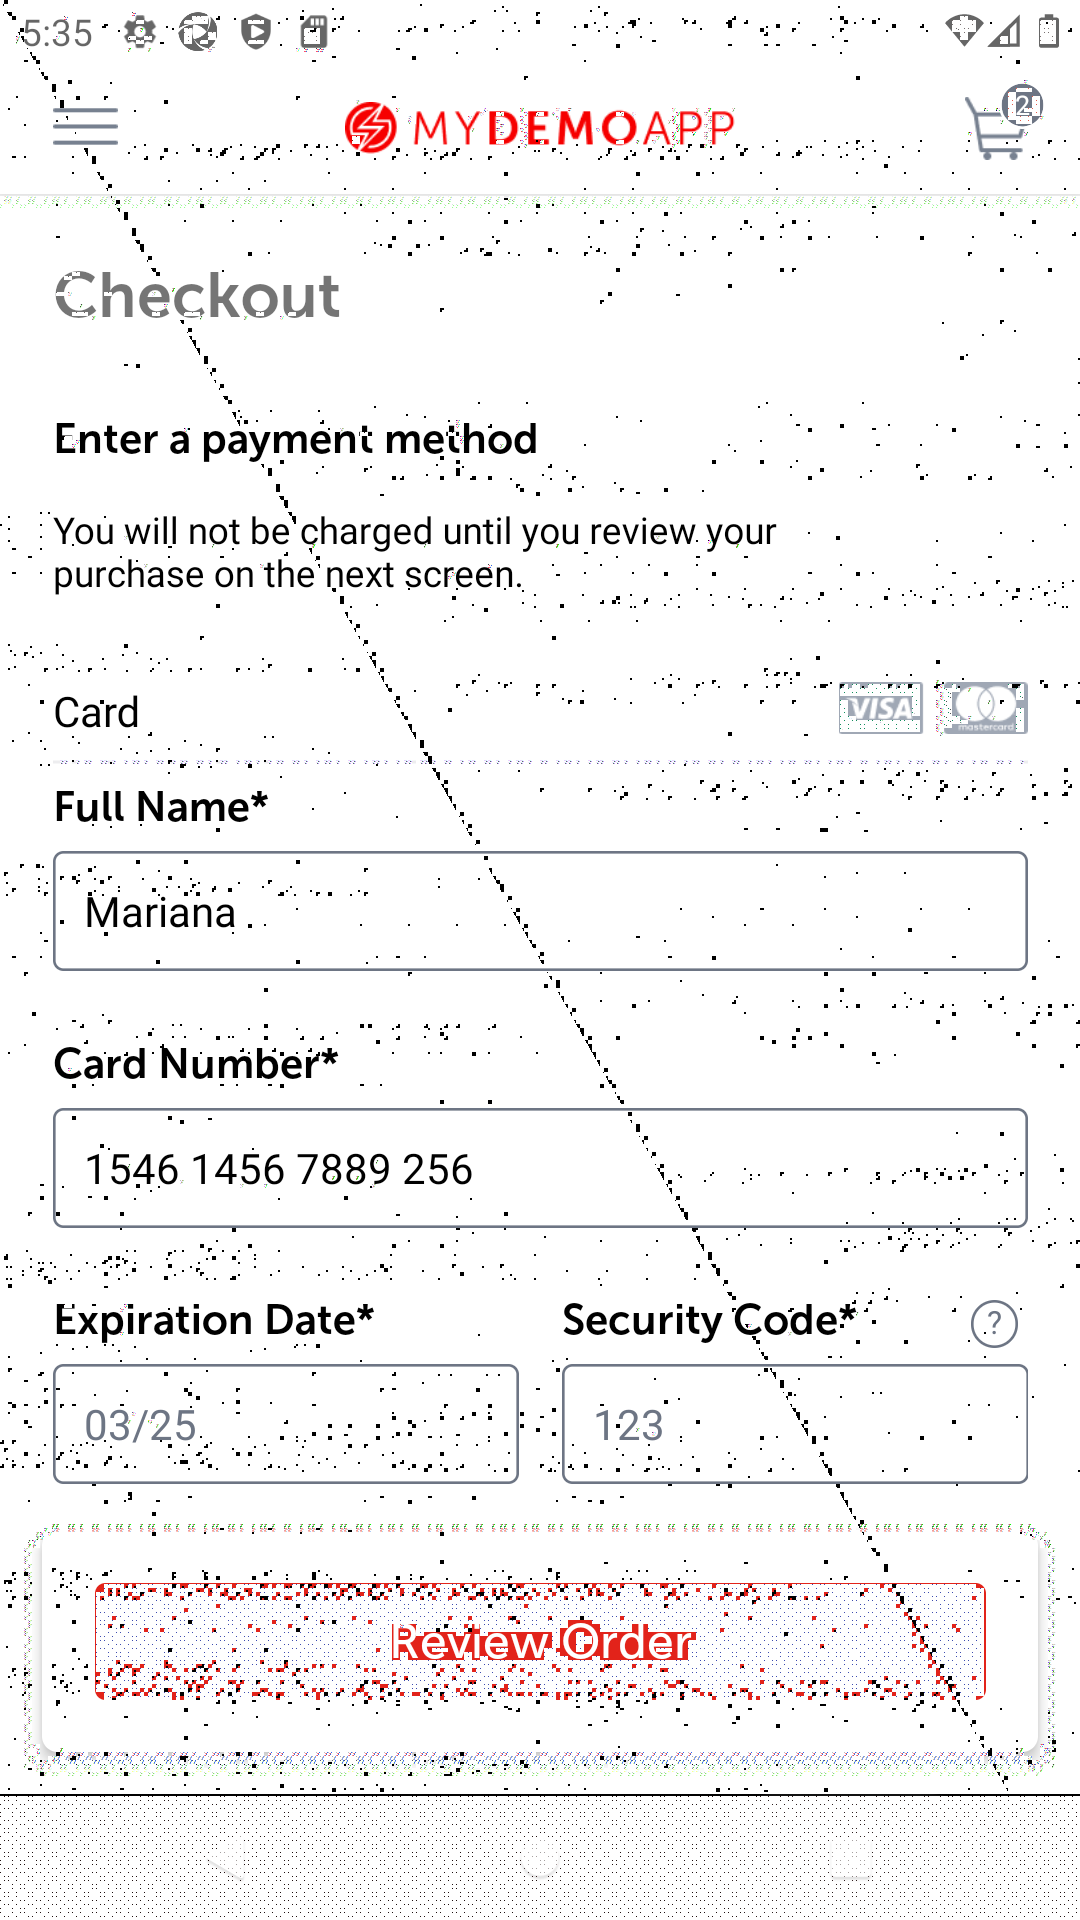 5:35
2
MYDEMOAPP
Checkout
Enter a payment method
You will not be charged until you review your
purchase on the next screen.
Card
VISA
mastercard
Full Name*
Mariana
Card Number*
1546 1456 7889 256
Expiration Date*
Security Code*
?
03/25
123
Review Order